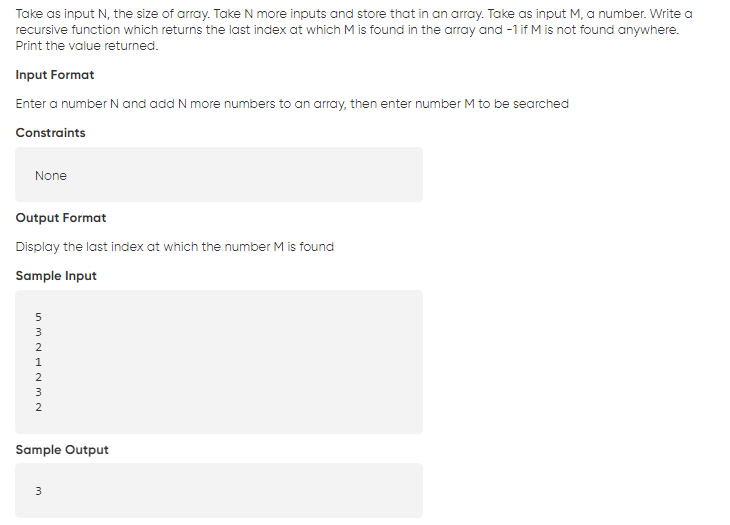 Take as input N, the size of array. Take N more inputs and store that in an array. Take as input M, a number. Write a
recursive function which returns the last index at which M is found in the array and -1 if M is not found anywhere.
Print the value returned.
Input Format
Enter a number N and add N more numbers to an array, then enter number M to be searched
Constraints
None
Output Format
Display the last index at which the number M is found
Sample Input
5
3
2
1
2
3
2
Sample Output
3